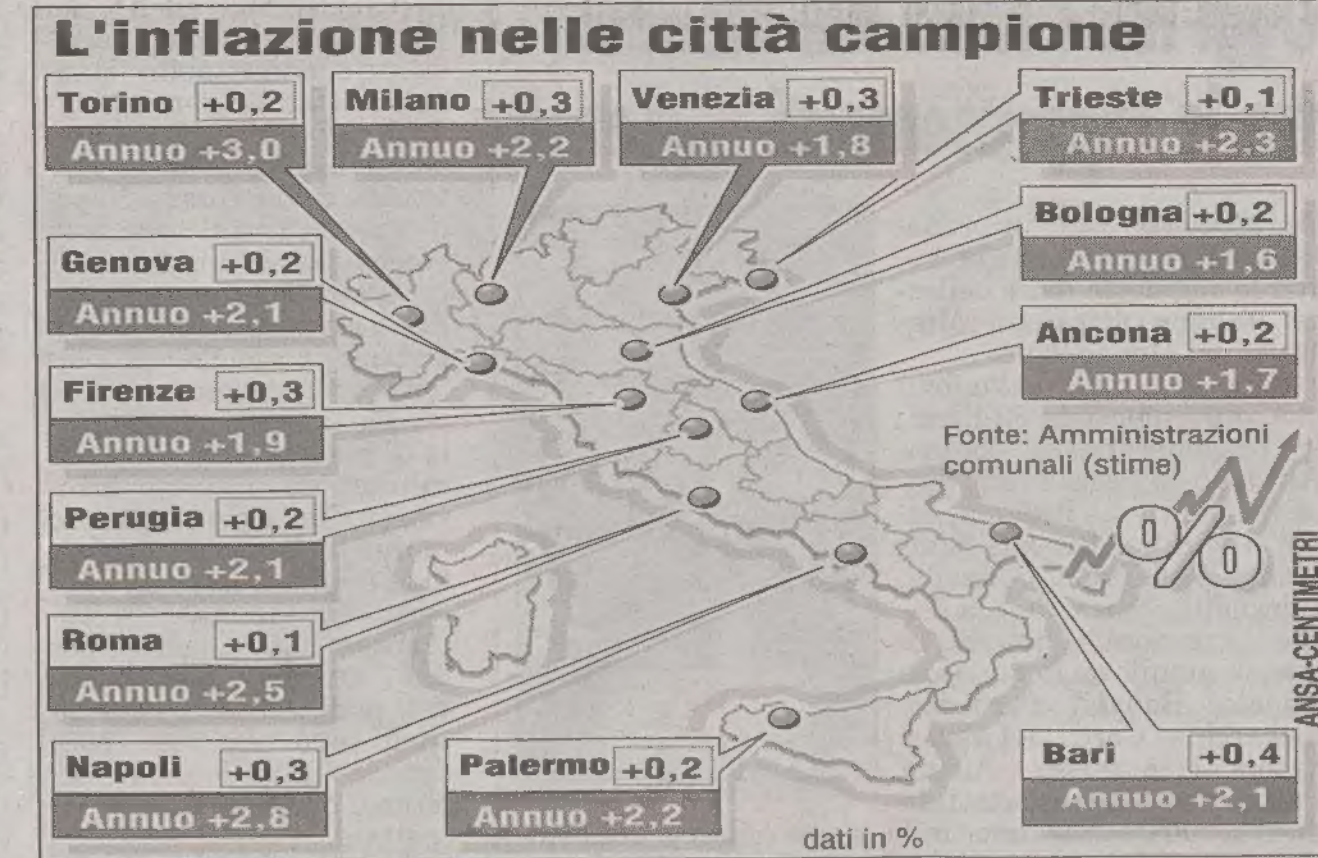 L'inflazione nelle città campione
Torino +0,2
Annuo +3,0
Milano +0,3
Annuo +2,2
Venezia +0,3
Annuo +1,8
Trieste +0,1
Annuo +2,3
Genova +0,2
Annuo +2,1
Bologna +0,2
Annuo +1,6
Firenze +0,3
Annuo +1,9
Ancona +0,2
Annuo +1,7
Perugia +0,2
Annuo +2,1
Fonte: Amministrazioni
comunali (stime)
%
Roma +0,1
Annuo +2,5
Napoli +0,3
Annuo +2,8
Palermo +0,2
Annuo +2,2
Bari +0,4
Annuo +2,1
dati in %
ANSA-CENTIMETRI